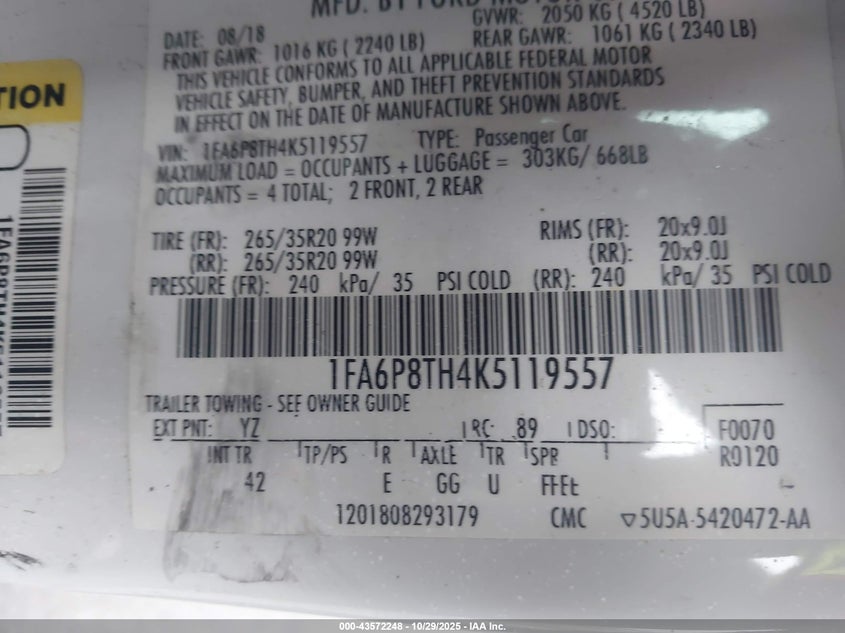 MFD. BY FORD MOTOR
GVWR: 2050 KG ( 4520 LB)
DATE: 08/18
FRONT GAWR: 1016 KG ( 2240 LB) REAR GAWR: 1061 KG ( 2340 LB)
THIS VEHICLE CONFORMS TO ALL APPLICABLE FEDERAL MOTOR
VEHICLE SAFETY, BUMPER, AND THEFT PREVENTION STANDARDS
IN EFFECT ON THE DATE OF MANUFACTURE SHOWN ABOVE.
VIN: 1FA6P8TH4K5119557 TYPE: Passenger Car
MAXIMUM LOAD = OCCUPANTS + LUGGAGE = 303KG/ 668LB
OCCUPANTS = 4 TOTAL; 2 FRONT, 2 REAR
TIRE (FR): 265/35R20 99W RIMS (FR): 20x9.0J
(RR): 265/35R20 99W (RR): 20x9.0J
PRESSURE (FR): 240 kPa/ 35 PSI COLD (RR): 240 kPa/ 35 PSI COLD
1FA6P8TH4K5119557
TRAILER TOWING - SEE OWNER GUIDE
EXT PNT: YZ RC: 89 DSO: F0070
INT TR TP/PS R AXLE TR SPR R0120
42 E GG U FFEt
1201808293179 CMC 5U5A-5420472-AA
TION
000-43572248 - 10/29/2025 - IAA Inc.